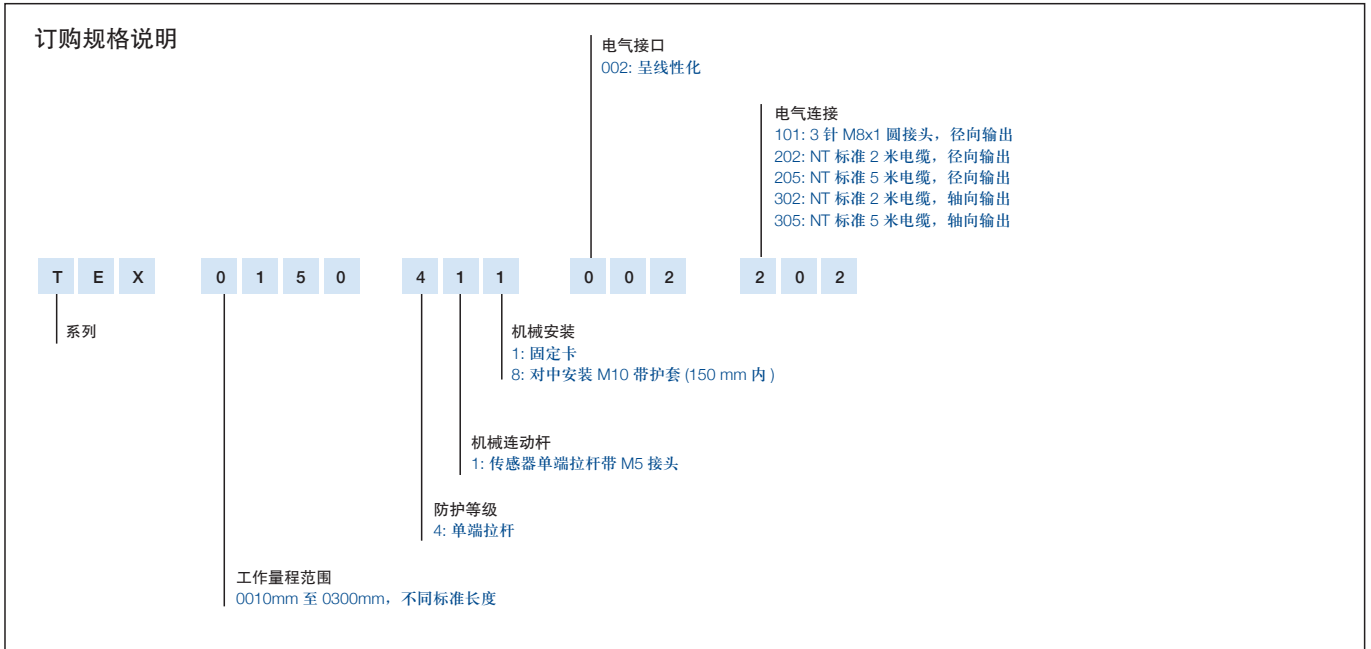 订购规格说明
电气接口
002: 呈线性化
电气连接
101: 3 针 M8x1 圆接头，径向输出
202: NT 标准 2 米电缆，径向输出
205: NT 标准 5 米电缆，径向输出
302: NT 标准 2 米电缆，轴向输出
305: NT 标准 5 米电缆，轴向输出
T E X 0 1 5 0 4 1 1 0 0 2 2 0 2
系列
机械安装
1: 固定卡
8: 对中安装 M10 带护套 (150 mm 内 )
机械连动杆
1: 传感器单端拉杆带 M5 接头
防护等级
4: 单端拉杆
工作量程范围
0010mm 至 0300mm，不同标准长度